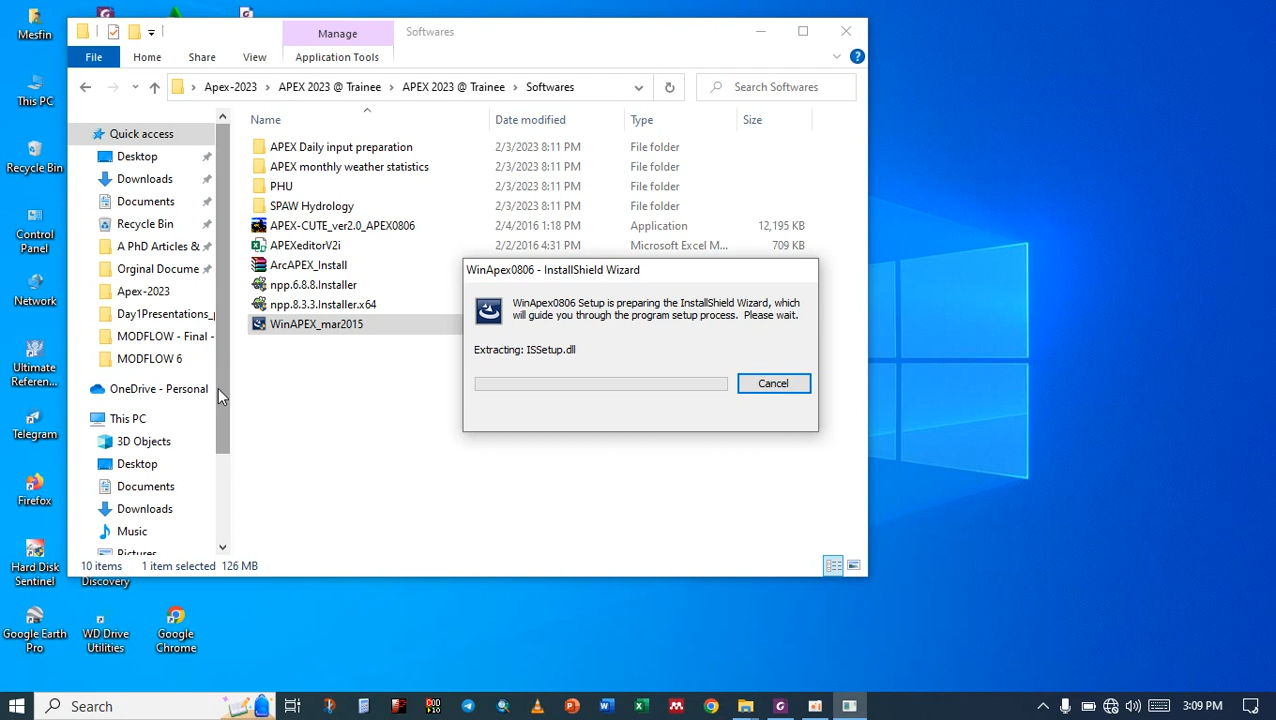 Mesfin
This PC
Recycle Bin
Control
Panel
Network
Ultimate
Referen...
Telegram
Firefox
Hard Disk
Sentinel
Discovery
Google Earth
Pro
WD Drive
Utilities
Google
Chrome
Manage
Softwares
File
Home
Share
View
Application Tools
Apex-2023 > APEX 2023 @ Trainee > APEX 2023 @ Trainee > Softwares
Search Softwares
Quick access
Desktop
Downloads
Documents
Recycle Bin
A PhD Articles &
Orginal Docume
Apex-2023
Day1Presentations_
MODFLOW - Final -
MODFLOW 6
OneDrive - Personal
This PC
3D Objects
Desktop
Documents
Downloads
Music
Pictures
Name Date modified Type Size
APEX Daily input preparation 2/3/2023 8:11 PM File folder
APEX monthly weather statistics 2/3/2023 8:11 PM File folder
PHU 2/3/2023 8:11 PM File folder
SPAW Hydrology 2/3/2023 8:11 PM File folder
APEX-CUTE_ver2.0_APEX0806 2/4/2016 1:18 PM Application 12,195 KB
APEXeditorV2i 2/2/2016 4:31 PM Microsoft Excel M... 709 KB
ArcAPEX_Install
npp.6.8.8.Installer
npp.8.3.3.Installer.x64
WinAPEX_mar2015
WinApex0806 - InstallShield Wizard
WinApex0806 Setup is preparing the InstallShield Wizard, which
will guide you through the program setup process. Please wait.
Extracting: ISSetup.dll
Cancel
10 items 1 item selected 126 MB
Search
3:09 PM